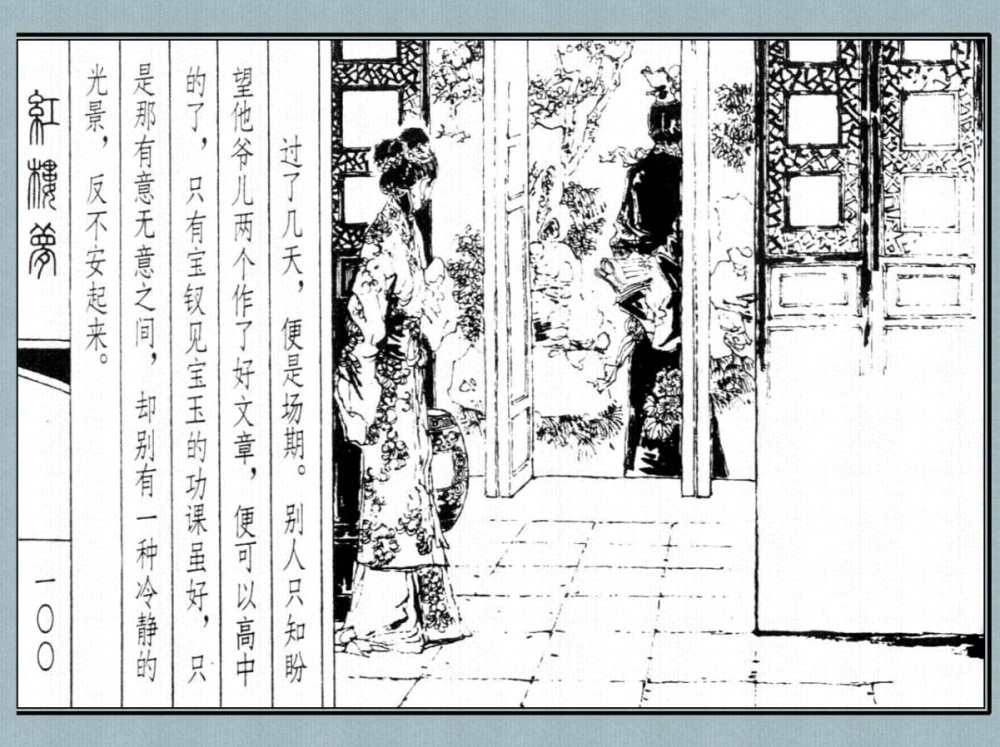 过了几天，便是场期。别人只知盼
望他爷儿两个作了好文章，便可以高中
的了，只有宝钗见宝玉的功课虽好，只
是那有意无意之间，却别有一种冷静的
光景，反不安起来。
紅樓夢
一〇〇